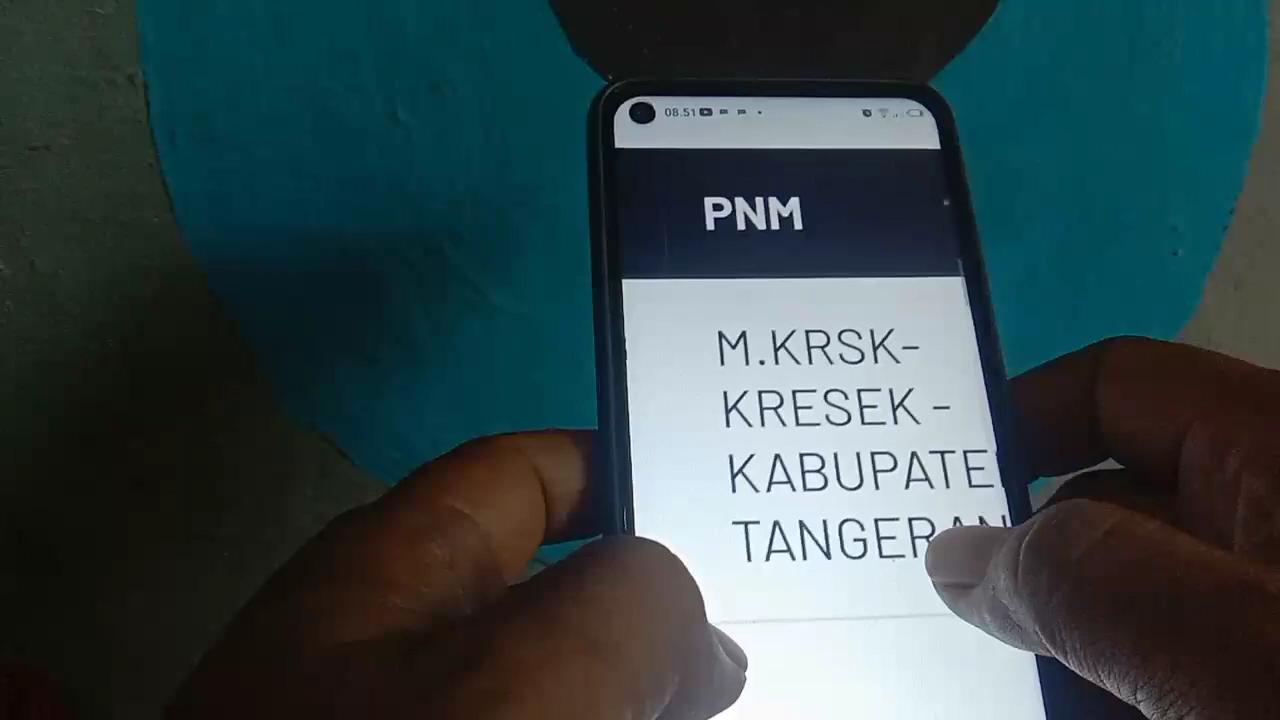 08.51
PNM
M.KRSK-
KRESEK -
KABUPATE
TANGERAN